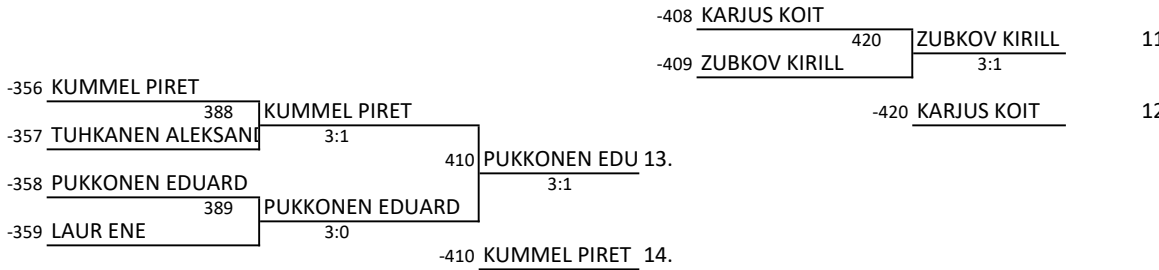 -408 KARJUS KOIT
420 ZUBKOV KIRILL 11
-409 ZUBKOV KIRILL 3:1
-356 KUMMEL PIRET
388 KUMMEL PIRET
-420 KARJUS KOIT 12
-357 TUHKANEN ALEKSAND 3:1
410 PUKKONEN EDU 13.
-358 PUKKONEN EDUARD 3:1
389 PUKKONEN EDUARD
-359 LAUR ENE 3:0
-410 KUMMEL PIRET 14.